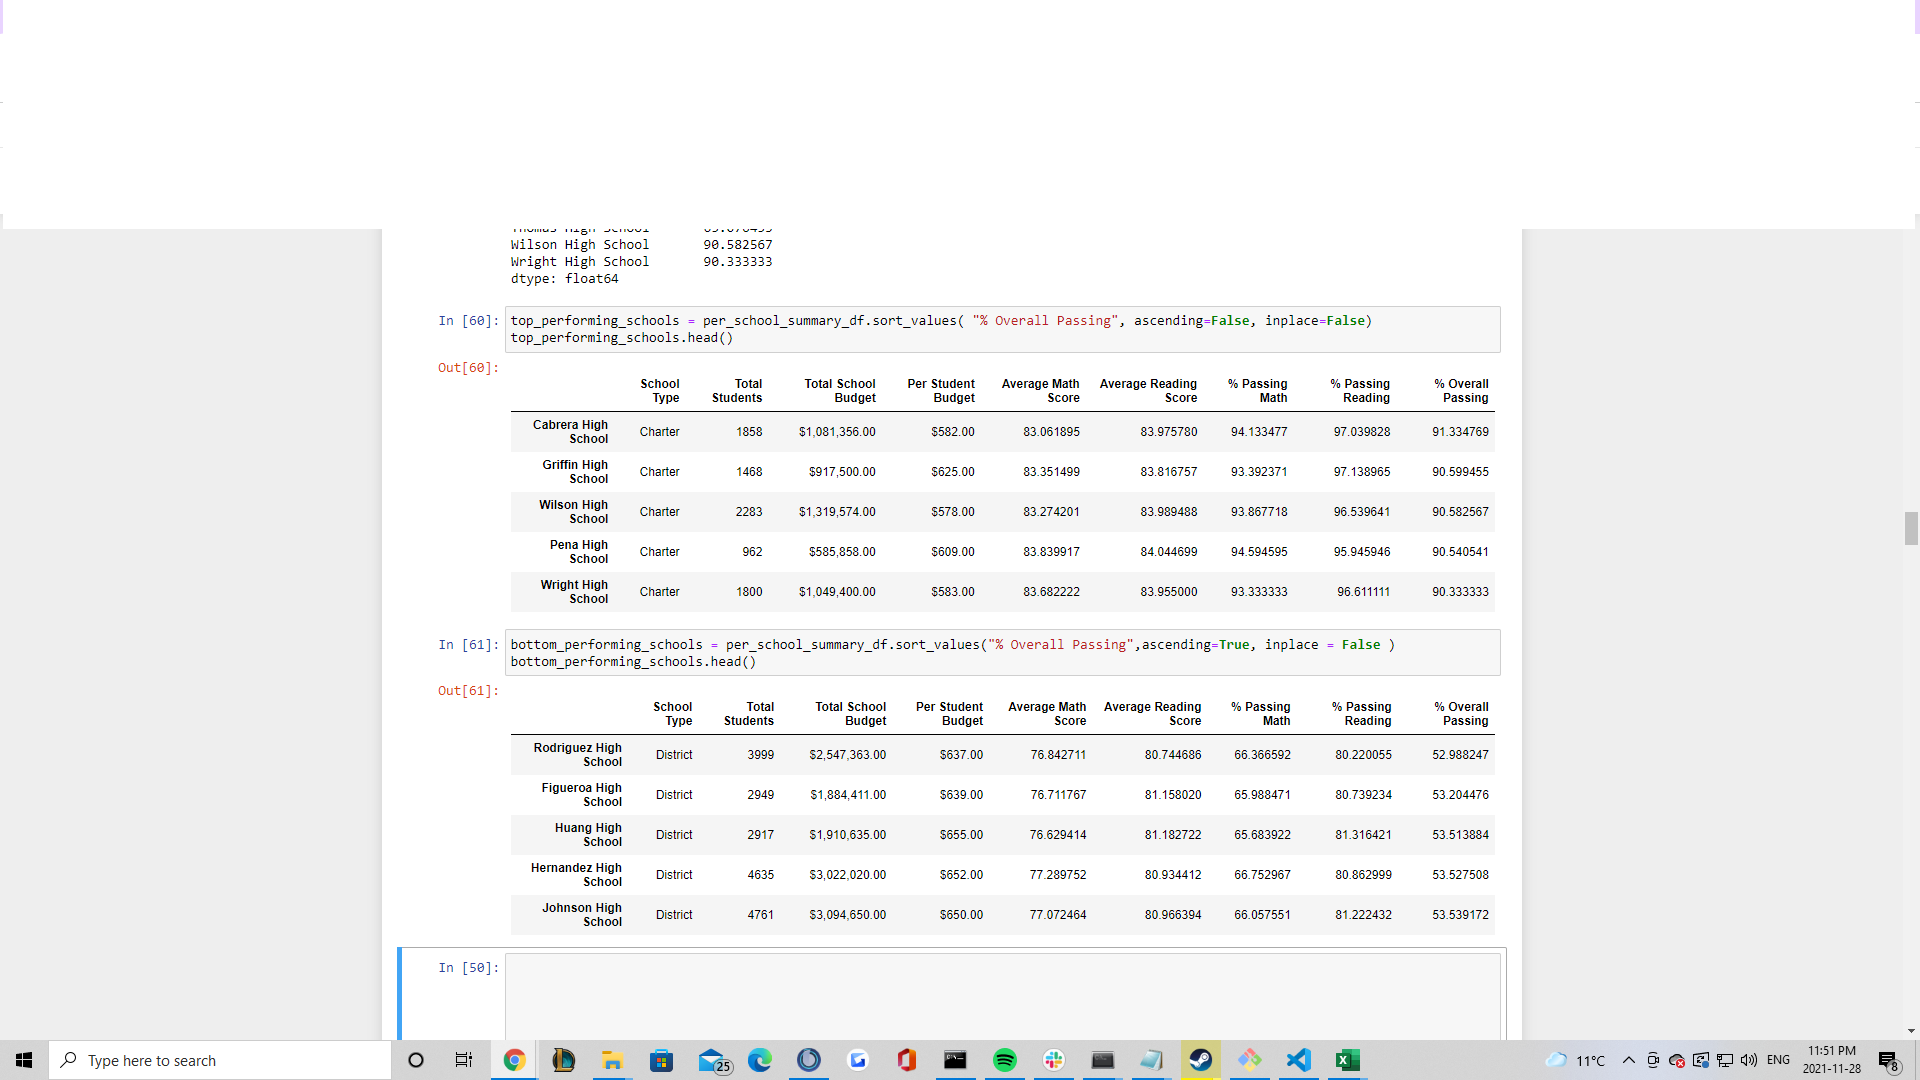 Wilson High School 90.582567
Wright High School 90.333333
dtype: float64
In [60]: top_performing_schools = per_school_summary_df.sort_values( "% Overall Passing", ascending=False, inplace=False)
top_performing_schools.head()
Out[60]:
School Type Total Students Total School Budget Per Student Budget Average Math Score Average Reading Score % Passing Math % Passing Reading % Overall Passing
Cabrera High School Charter 1858 $1,081,356.00 $582.00 83.061895 83.975780 94.133477 97.039828 91.334769
Griffin High School Charter 1468 $917,500.00 $625.00 83.351499 83.816757 93.392371 97.138965 90.599455
Wilson High School Charter 2283 $1,319,574.00 $578.00 83.274201 83.989488 93.867718 96.539641 90.582567
Pena High School Charter 962 $585,858.00 $609.00 83.839917 84.044699 94.594595 95.945946 90.540541
Wright High School Charter 1800 $1,049,400.00 $583.00 83.682222 83.955000 93.333333 96.611111 90.333333
In [61]: bottom_performing_schools = per_school_summary_df.sort_values("% Overall Passing",ascending=True, inplace = False )
bottom_performing_schools.head()
Out[61]:
School Type Total Students Total School Budget Per Student Budget Average Math Score Average Reading Score % Passing Math % Passing Reading % Overall Passing
Rodriguez High School District 3999 $2,547,363.00 $637.00 76.842711 80.744686 66.366592 80.220055 52.988247
Figueroa High School District 2949 $1,884,411.00 $639.00 76.711767 81.158020 65.988471 80.739234 53.204476
Huang High School District 2917 $1,910,635.00 $655.00 76.629414 81.182722 65.683922 81.316421 53.513884
Hernandez High School District 4635 $3,022,020.00 $652.00 77.289752 80.934412 66.752967 80.862999 53.527508
Johnson High School District 4761 $3,094,650.00 $650.00 77.072464 80.966394 66.057551 81.222432 53.539172
In [50]:
Type here to search
25
11°C
ENG
11:51 PM
2021-11-28
8